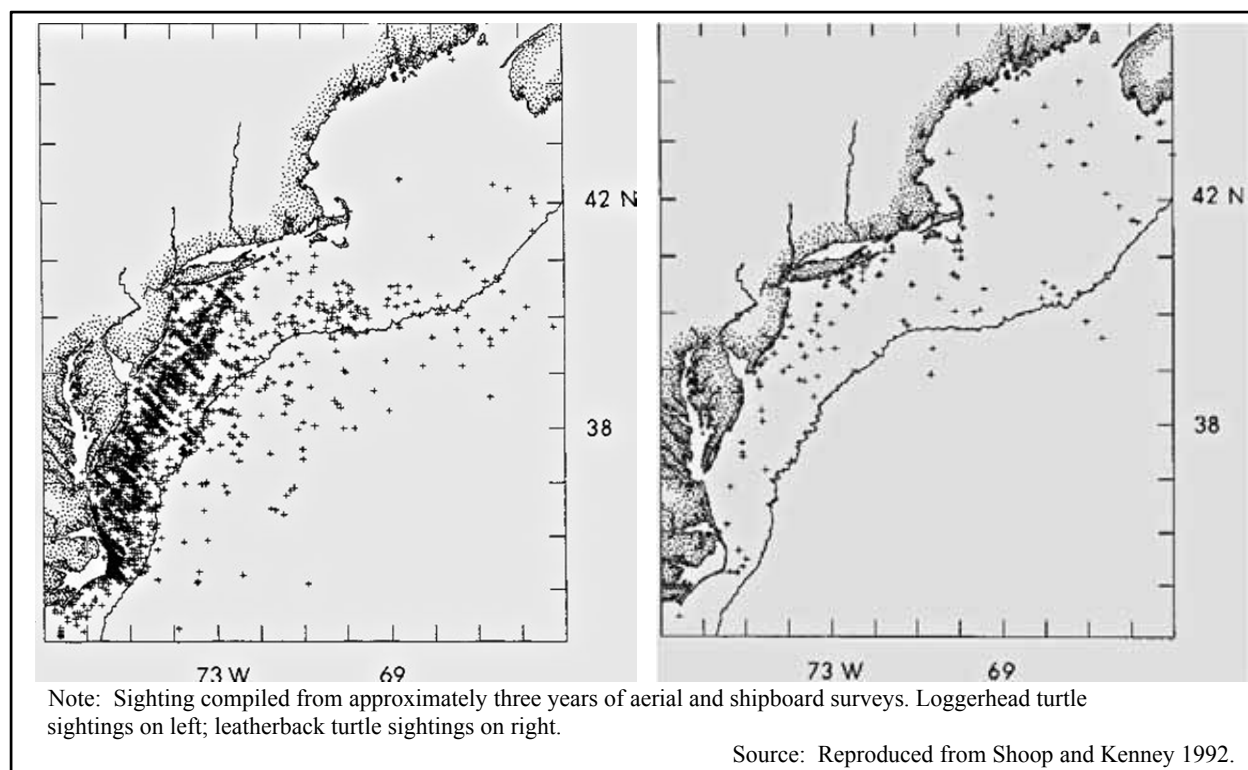 42 N
38
73 W
69
42 N
38
73 W
69
Note: Sighting compiled from approximately three years of aerial and shipboard surveys. Loggerhead turtle
sightings on left; leatherback turtle sightings on right.
Source: Reproduced from Shoop and Kenney 1992.